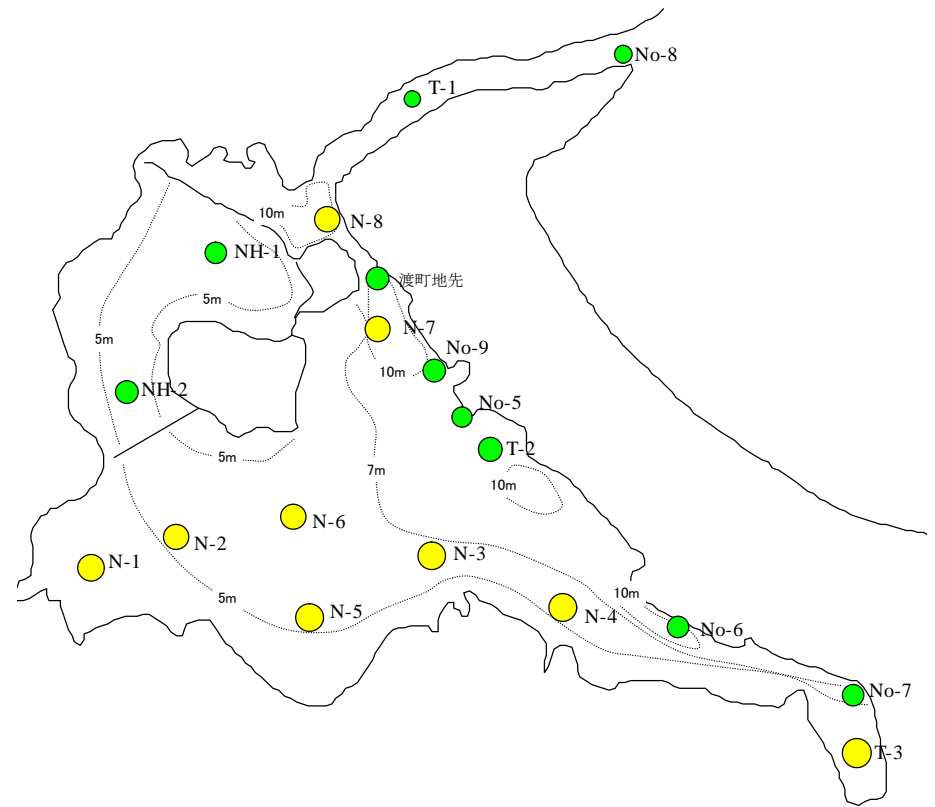 No-8
T-1
10m
N-8
NH-1
渡町地先
5m
N-7
5m
No-9
10m
NH-2
No-5
T-2
5m
7m
10m
N-6
N-2
N-3
N-1
10m
5m
N-5
N-4
No-6
No-7
T-3